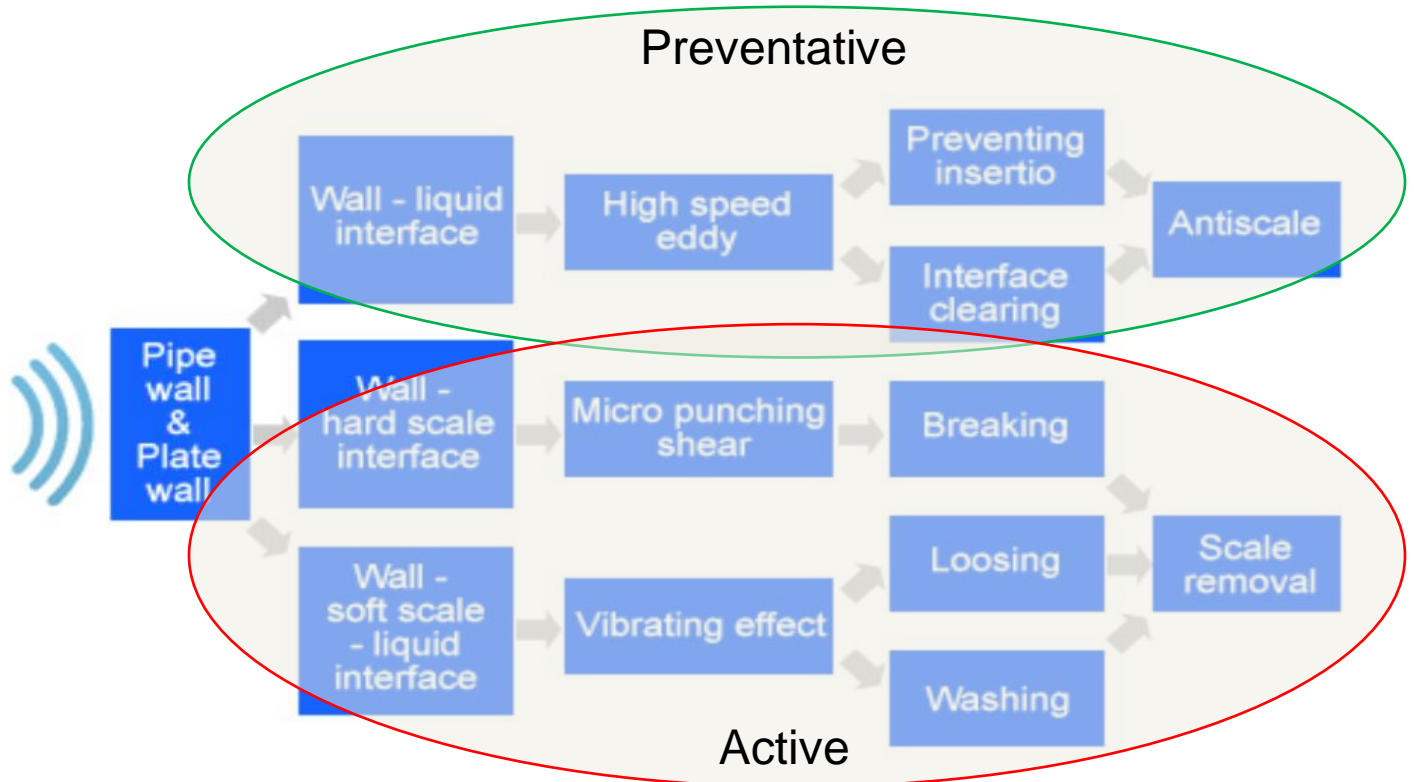 Preventative
Wall - liquid
interface
High speed
eddy
Preventing
insertio
Interface
clearing
Antiscale
Pipe
wall
&
Plate
wall
Wall -
hard scale
interface
Micro punching
shear
Breaking
Wall -
soft scale
- liquid
interface
Vibrating effect
Loosing
Washing
Scale
removal
Active